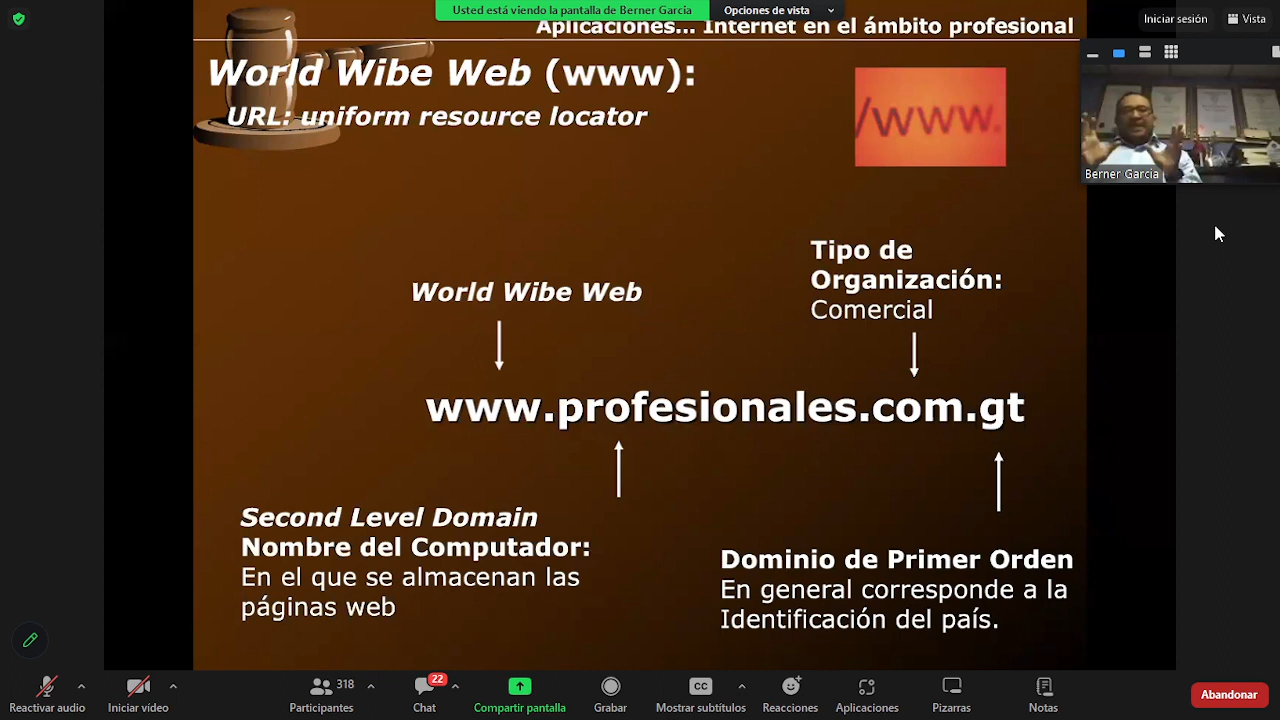 Usted está viendo la pantalla de Berner Garcia
Opciones de vista
Iniciar sesión
Vista
Aplicaciones... Internet en el ámbito profesional
World Wibe Web (www):
URL: uniform resource locator
/www.
Berner Garcia
Tipo de
Organización:
Comercial
World Wibe Web
www.profesionales.com.gt
Second Level Domain
Nombre del Computador:
En el que se almacenan las
páginas web
Dominio de Primer Orden
En general corresponde a la
Identificación del país.
Reactivar audio
Iniciar vídeo
318
Participantes
22
Chat
Compartir pantalla
Grabar
CC
Mostrar subtítulos
Reacciones
Aplicaciones
Pizarras
Notas
Abandonar